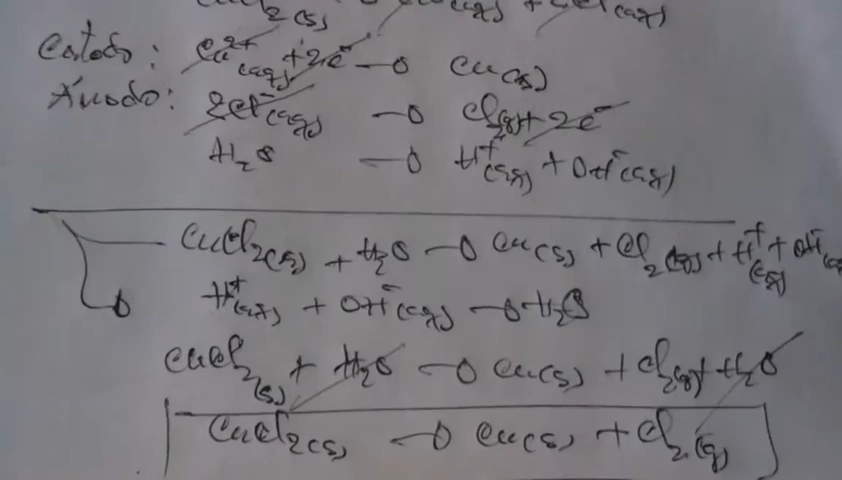 CuCl2(s)
Catodo: Cu2+(aq) + 2e- —o Cu(s)
Ánodo: 2Cl-(aq) —o Cl2(g) + 2e-
H2O —o H+(aq) + OH-(aq)
CuCl2(s) + H2O —o Cu(s) + Cl2(g) + H+(aq) + OH-(aq
H+(aq) + OH-(aq) —o H2O
CuCl2(s) + H2O —o Cu(s) + Cl2(g) + H2O
CuCl2(s) —o Cu(s) + Cl2(g)